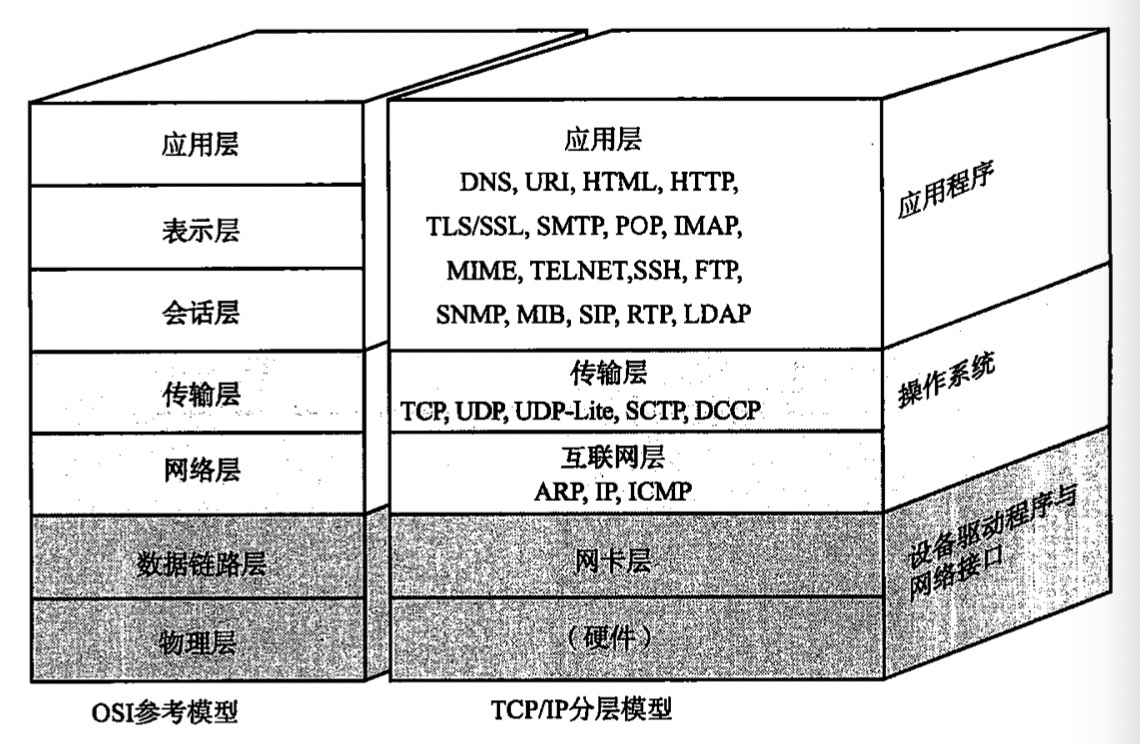 应用层
表示层
会话层
传输层
网络层
数据链路层
物理层
OSI参考模型
应用层
DNS, URI, HTML, HTTP,
TLS/SSL, SMTP, POP, IMAP,
MIME, TELNET,SSH, FTP,
SNMP, MIB, SIP, RTP, LDAP
传输层
TCP, UDP, UDP-Lite, SCTP, DCCP
互联网层
ARP, IP, ICMP
网卡层
（硬件）
TCP/IP分层模型
应用程序
操作系统
设备驱动程序与
网络接口